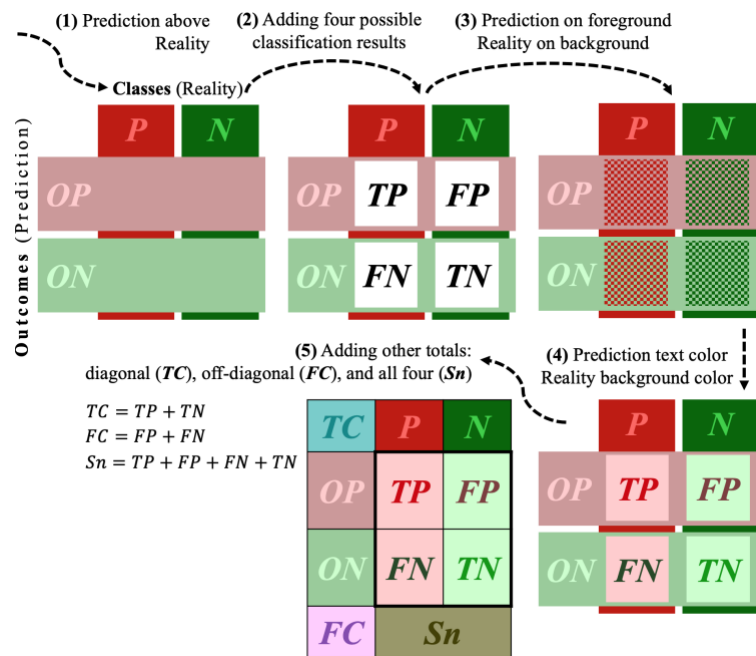 (1) Prediction above
Reality
(2) Adding four possible
classification results
(3) Prediction on foreground
Reality on background
Classes (Reality)
Outcomes (Prediction)
P N
OP
ON
P N
OP TP FP
ON FN TN
P N
OP
ON
(4) Prediction text color
Reality background color
P N
OP TP FP
ON FN TN
(5) Adding other totals:
diagonal (TC), off-diagonal (FC), and all four (Sn)
TC = TP + TN
FC = FP + FN
Sn = TP + FP + FN + TN
TC P N
OP TP FP
ON FN TN
FC Sn